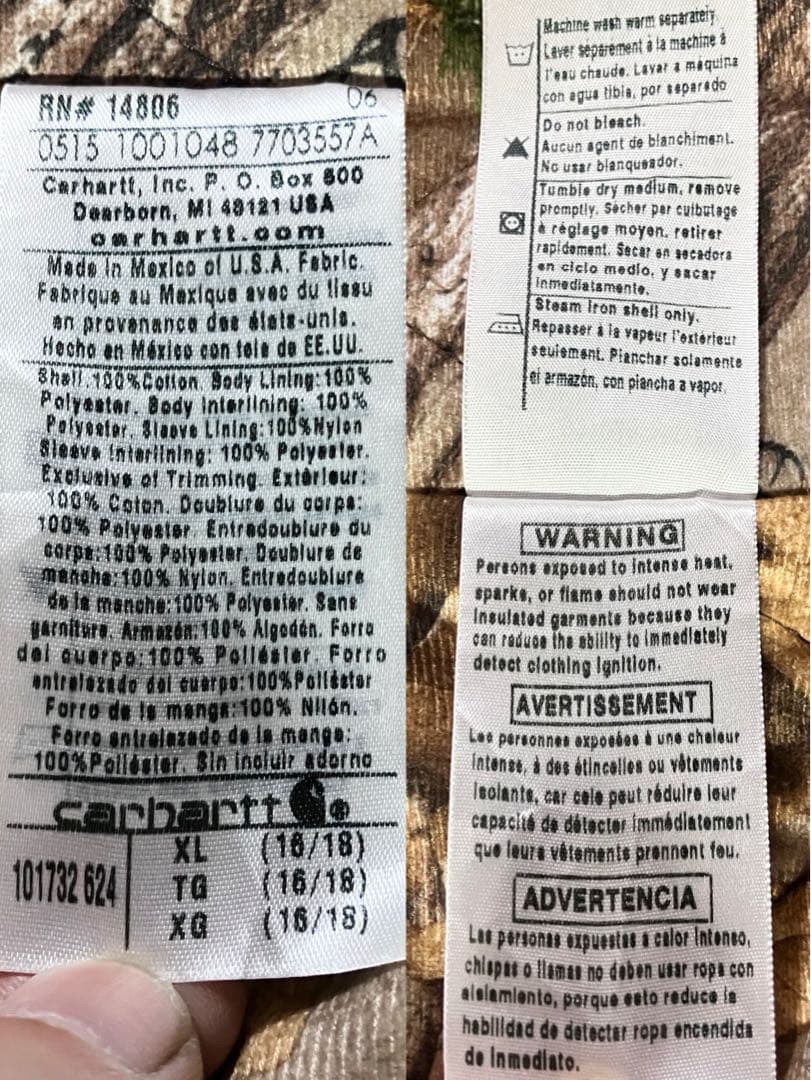 RN# 14806
06
0515 1001048 7703557A
Carhartt, Inc. P. O. Box 600
Dearborn, MI 48121 USA
carhartt.com
Made in Mexico of U.S.A. Fabric.
Fabrique au Mexique avec du tissu
en provenance des états-unis.
Hecho en México con tela de EE.UU.
Shell:100%Cotton. Body Lining:100%
Polyester. Body Interlining: 100%
Polyester. Sleeve Lining:100%Nylon
Sleeve Interlining: 100% Polyester.
Exclusive of Trimming. Extérieur:
100% Coton. Doublure du corps:
100% Polyester. Entredoublure du
corps:100% Polyester. Doublure de
manche:100% Nylon. Entredoublure
de la manche:100% Polyester. Sans
garniture. Armazón:100% Algodón. Forro
del cuerpo:100% Poliéster. Forro
entrelazado del cuerpo:100%Poliéster
Forro de la manga:100% Nilón.
Forro entrelazado de la manga:
100%Poliéster. Sin incluir adorno
carhartt
101732 624
XL (16/18)
TG (16/18)
XG (16/18)
Machine wash warm separately.
Laver séparement à la machine à
l'eau chaude. Lavar a máquina
con agua tibia, por separado
Do not bleach.
Aucun agent de blanchiment.
No usar blanqueador.
Tumble dry medium, remove
promptly. Sécher par culbutage
à réglage moyen, retirer
rapidement. Secar en secadora
en ciclo medio, y sacar
inmediatamente.
Steam iron shell only.
Repasser à la vapeur l'extérieur
seulement. Planchar solamente
el armazón, con plancha a vapor.
WARNING
Persons exposed to intense heat,
sparks, or flame should not wear
insulated garments because they
can reduce the ability to immediately
detect clothing ignition.
AVERTISSEMENT
Les personnes exposées à une chaleur
intense, à des étincelles ou vêtements
isolants, car cela peut réduire leur
capacité de détecter immédiatement
que leurs vêtements prennent feu.
ADVERTENCIA
Las personas expuestas a calor intenso,
chispas o llamas no deben usar ropa con
aislamiento, porque esto reduce la
habilidad de detectar ropa encendida
de inmediato.